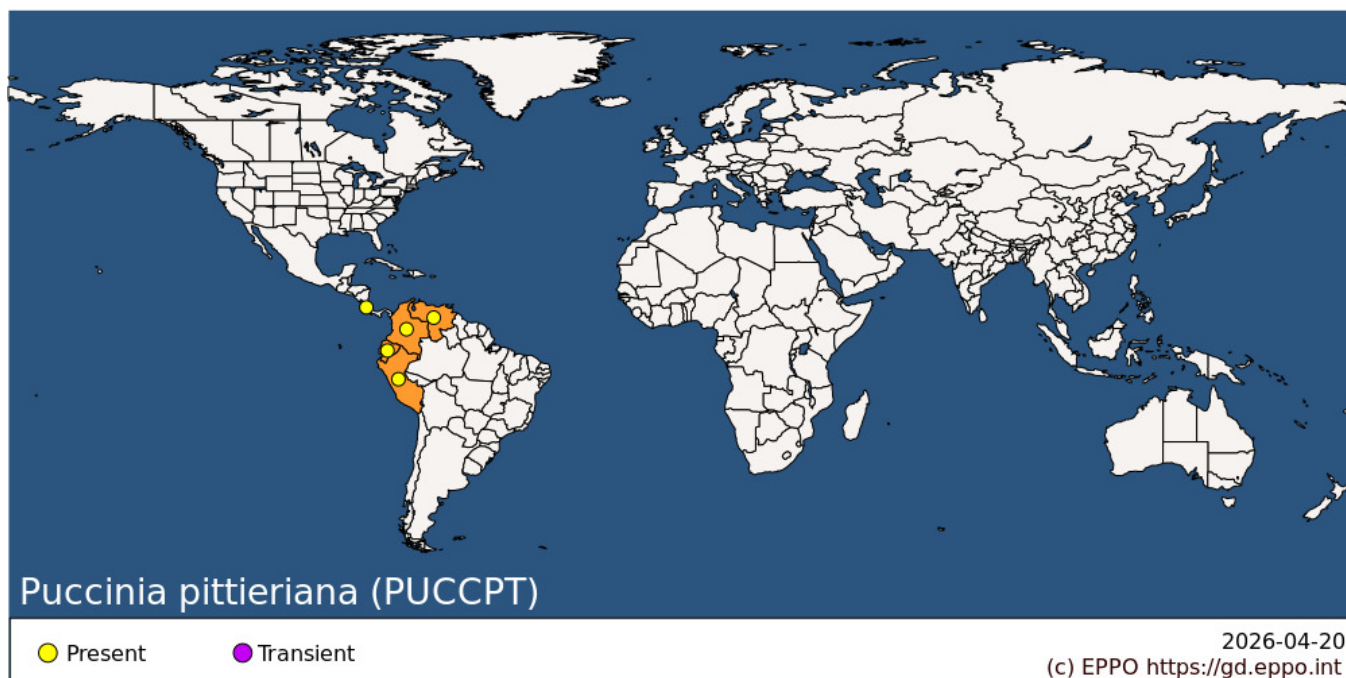 Puccinia pittieriana (PUCCPT)
Present
Transient
2026-04-20
(c) EPPO https://gd.eppo.int